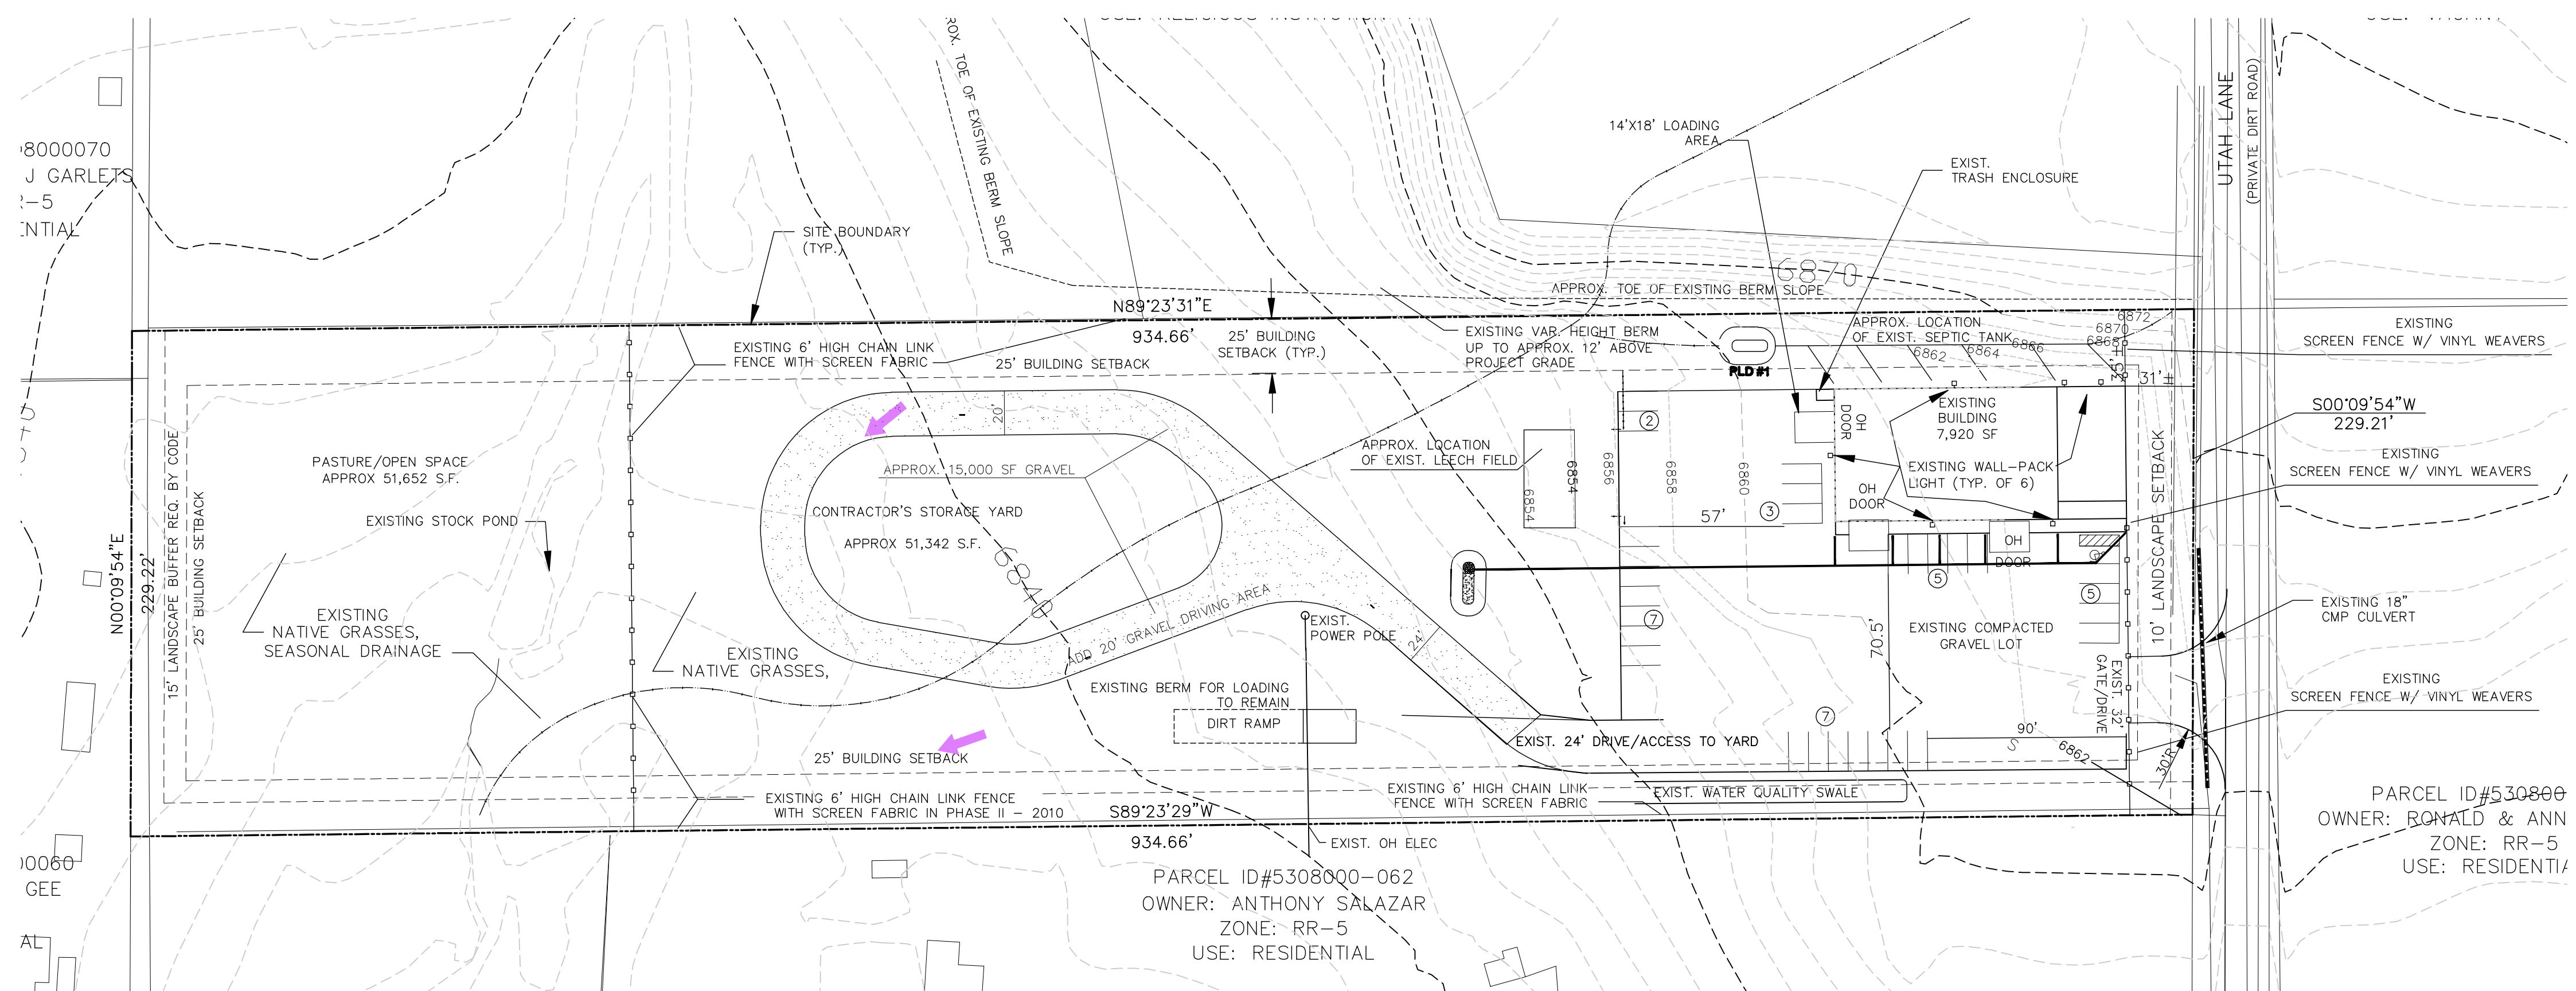 UTAH LANE
(PRIVATE DIRT ROAD)
8000070
J GARLETS
-5
ROX. TOE OF EXISTING BERM SLOPE
14'X18' LOADING
AREA
EXIST.
TRASH ENCLOSURE
SITE BOUNDARY
(TYP.)
6870
APPROX. TOE OF EXISTING BERM SLOPE
N89°23'31"E
934.66'
25' BUILDING
SETBACK (TYP.)
EXISTING VAR. HEIGHT BERM
UP TO APPROX. 12' ABOVE
PROJECT GRADE
PLD #1
APPROX. LOCATION
OF EXIST. SEPTIC TANK
6862
6864
6866
6872
6870
6868
31'±
EXISTING
SCREEN FENCE W/ VINYL WEAVERS
EXISTING 6' HIGH CHAIN LINK
FENCE WITH SCREEN FABRIC
25' BUILDING SETBACK
S00°09'54"W
229.21'
20'
2
OH
DOOR
EXISTING
BUILDING
7,920 SF
APPROX. LOCATION
OF EXIST. LEECH FIELD
6854
6854
6856
6858
6860
EXISTING WALL-PACK
LIGHT (TYP. OF 6)
OH
DOOR
EXISTING
SCREEN FENCE W/ VINYL WEAVERS
PASTURE/OPEN SPACE
APPROX 51,652 S.F.
APPROX. 15,000 SF GRAVEL
CONTRACTOR'S STORAGE YARD
APPROX 51,342 S.F.
EXISTING STOCK POND
57'
3
OH
DOOR
5
5
10' LANDSCAPE SETBACK
N00°09'54"E
229.22'
15' LANDSCAPE BUFFER REQ. BY CODE
25' BUILDING SETBACK
6840
EXISTING 18"
CMP CULVERT
EXISTING
NATIVE GRASSES,
SEASONAL DRAINAGE
EXISTING
NATIVE GRASSES,
ADD 20' GRAVEL DRIVING AREA
EXIST.
POWER POLE
24'
7
70.5'
EXISTING COMPACTED
GRAVEL LOT
EXIST. 32'
GATE/DRIVE
EXISTING BERM FOR LOADING
TO REMAIN
DIRT RAMP
EXISTING
SCREEN FENCE W/ VINYL WEAVERS
7
90'
S
6862
30'R
EXIST. 24' DRIVE/ACCESS TO YARD
25' BUILDING SETBACK
EXISTING 6' HIGH CHAIN LINK FENCE
WITH SCREEN FABRIC IN PHASE II - 2010
S89°23'29"W
934.66'
EXISTING 6' HIGH CHAIN LINK
FENCE WITH SCREEN FABRIC
EXIST. WATER QUALITY SWALE
EXIST. OH ELEC
PARCEL ID#5308000-062
OWNER: ANTHONY SALAZAR
ZONE: RR-5
USE: RESIDENTIAL
PARCEL ID#530800
OWNER: RONALD & ANN
ZONE: RR-5
USE: RESIDENTIA
00060
GEE
AL